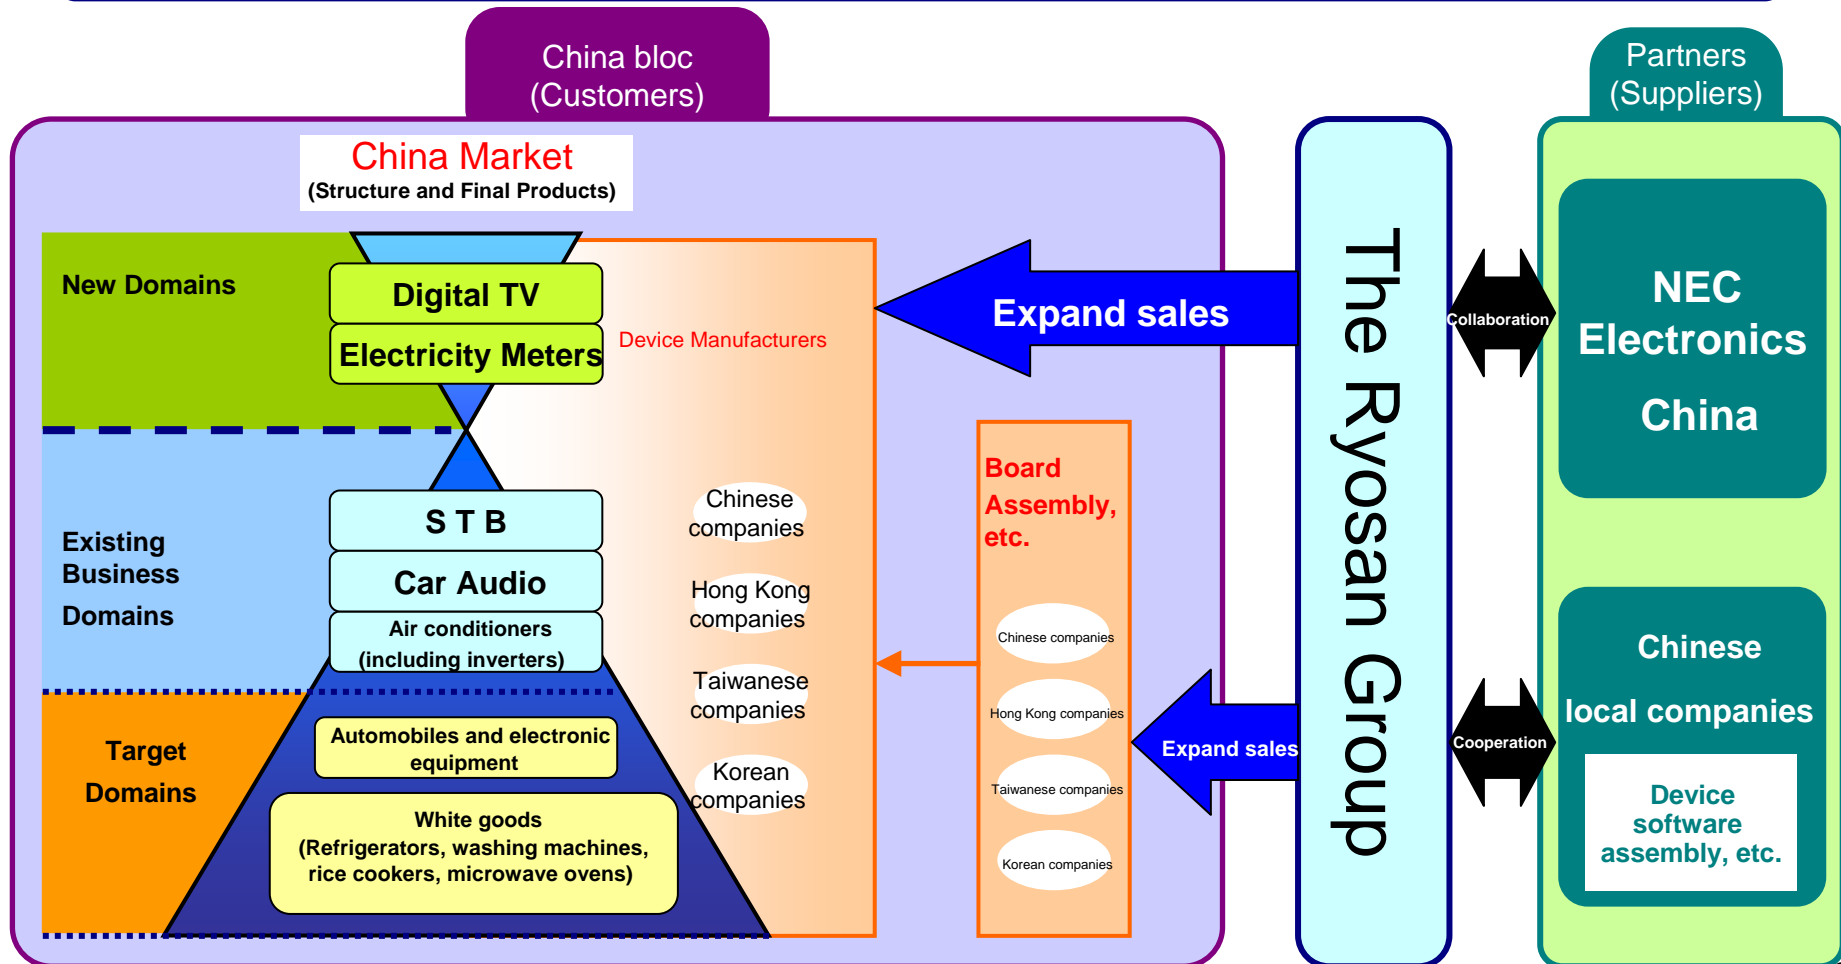 China bloc
(Customers)
Partners
(Suppliers)
China Market
(Structure and Final Products)
New Domains
Digital TV
Electricity Meters
Device Manufacturers
Existing
Business
Domains
S T B
Car Audio
Air conditioners
(including inverters)
Target
Domains
Automobiles and electronic
equipment
White goods
(Refrigerators, washing machines,
rice cookers, microwave ovens)
Chinese
companies
Hong Kong
companies
Taiwanese
companies
Korean
companies
Board
Assembly,
etc.
Chinese companies
Hong Kong companies
Taiwanese companies
Korean companies
Expand sales
Expand sales
The Ryosan Group
Collaboration
Cooperation
NEC
Electronics
China
Chinese
local companies
Device
software
assembly, etc.